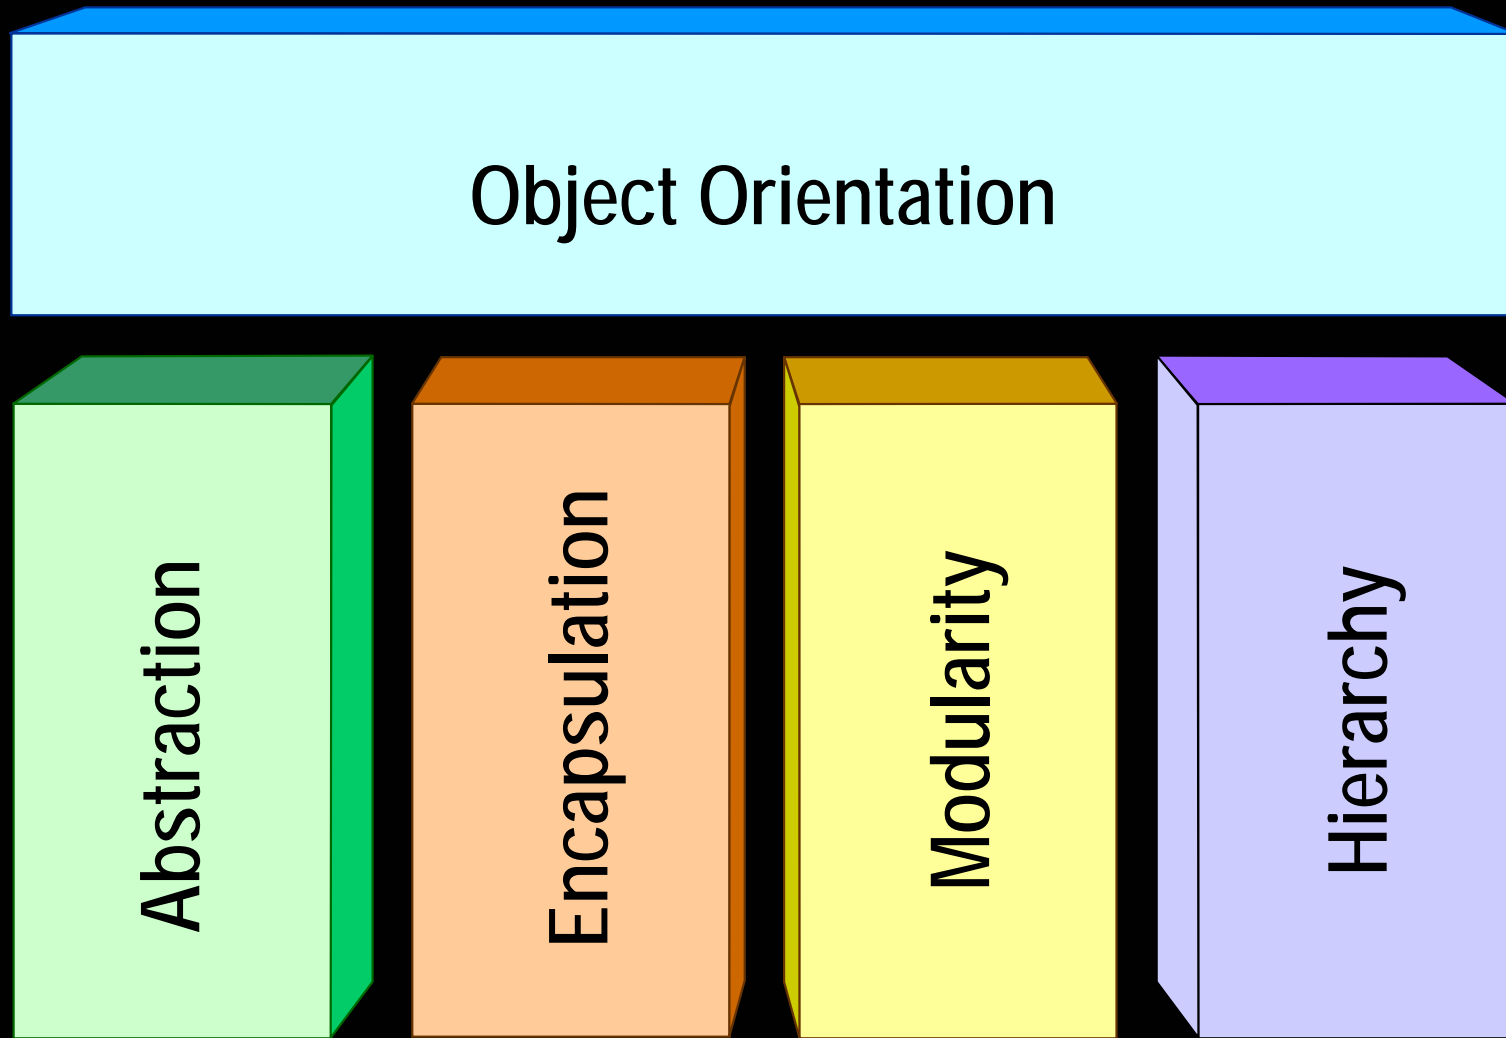 Object Orientation
Abstraction
Encapsulation
Modularity
Hierarchy